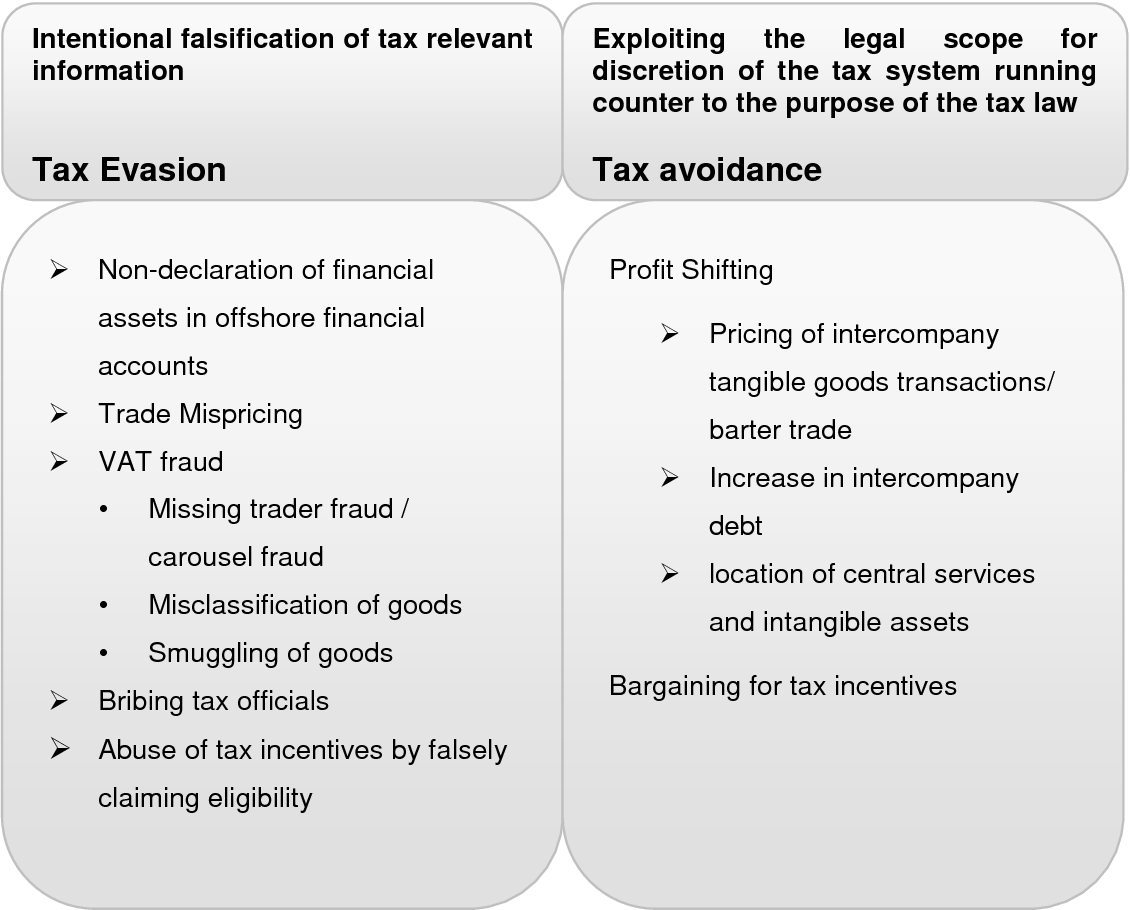 Intentional falsification of tax relevant
information
Tax Evasion
Exploiting the legal scope for
discretion of the tax system running
counter to the purpose of the tax law
Tax avoidance
➢ Non-declaration of financial
assets in offshore financial
accounts
➢ Trade Mispricing
➢ VAT fraud
• Missing trader fraud /
carousel fraud
• Misclassification of goods
• Smuggling of goods
➢ Bribing tax officials
➢ Abuse of tax incentives by falsely
claiming eligibility
Profit Shifting
➢ Pricing of intercompany
tangible goods transactions/
barter trade
➢ Increase in intercompany
debt
➢ location of central services
and intangible assets
Bargaining for tax incentives